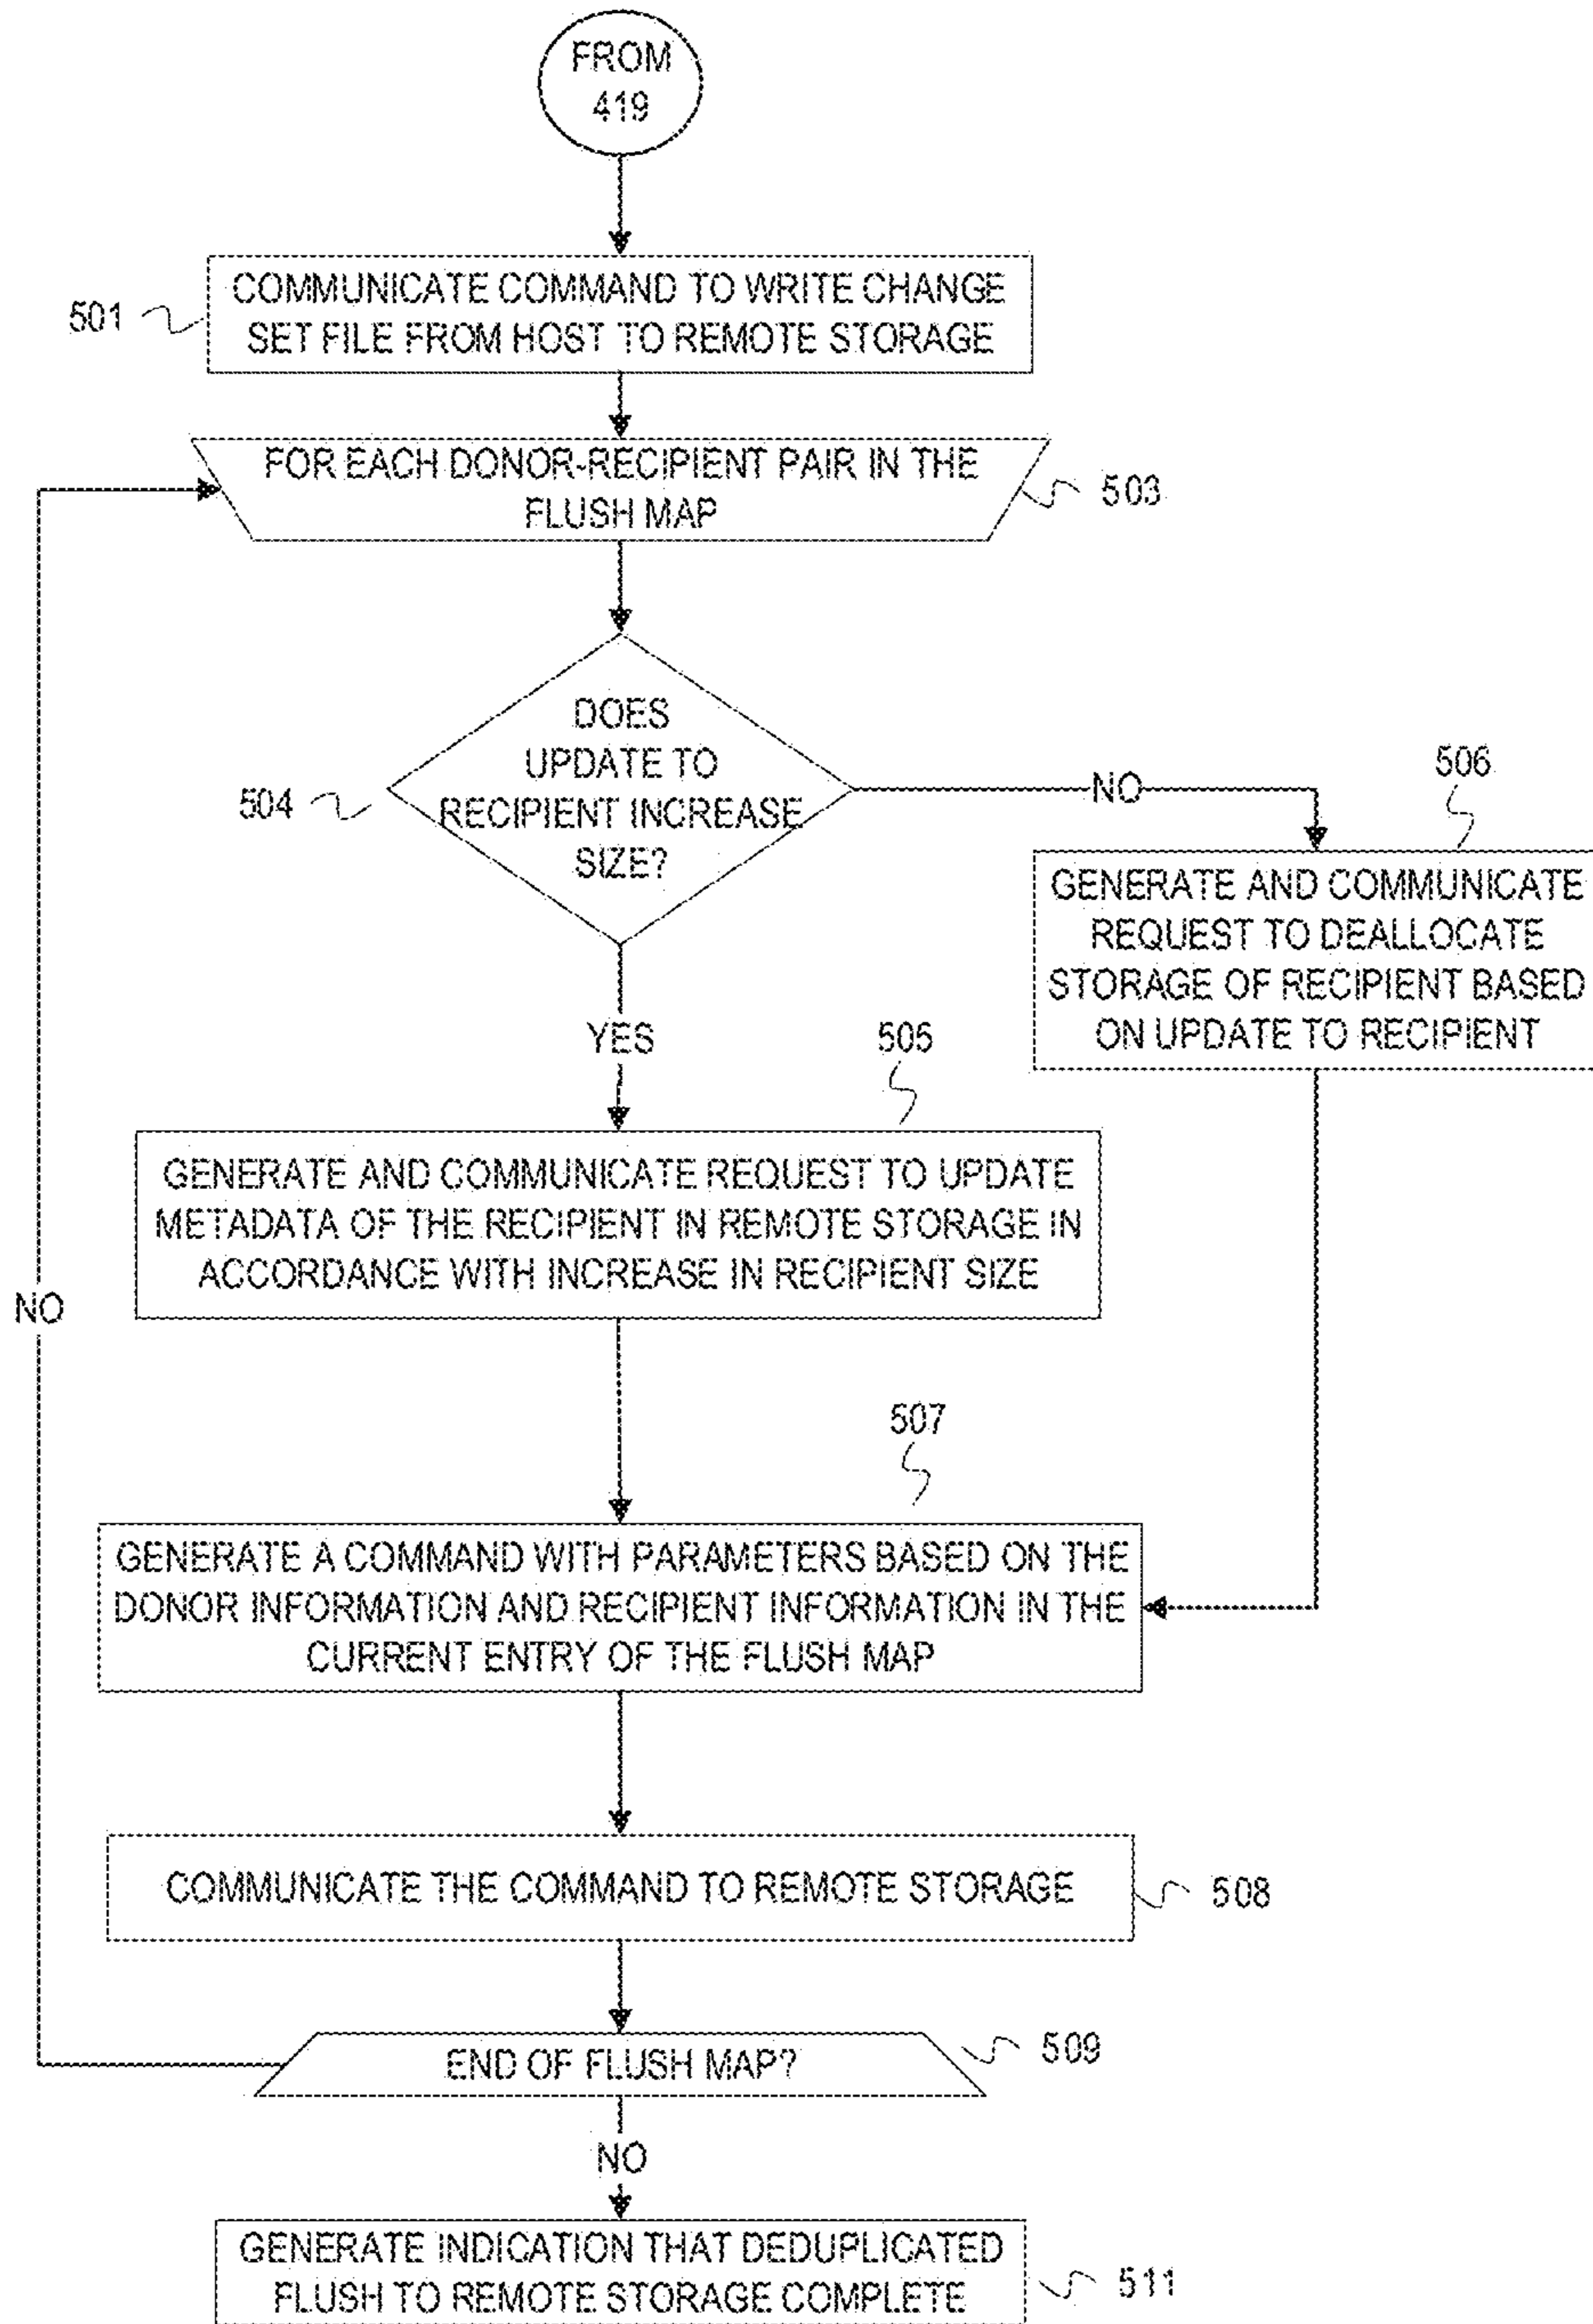 FROM
419
501
COMMUNICATE COMMAND TO WRITE CHANGE
SET FILE FROM HOST TO REMOTE STORAGE
FOR EACH DONOR-RECIPIENT PAIR IN THE
FLUSH MAP
503
DOES
UPDATE TO
RECIPIENT INCREASE
SIZE?
504
NO
506
GENERATE AND COMMUNICATE
REQUEST TO DEALLOCATE
STORAGE OF RECIPIENT BASED
ON UPDATE TO RECIPIENT
YES
505
GENERATE AND COMMUNICATE REQUEST TO UPDATE
METADATA OF THE RECIPIENT IN REMOTE STORAGE IN
ACCORDANCE WITH INCREASE IN RECIPIENT SIZE
NO
507
GENERATE A COMMAND WITH PARAMETERS BASED ON THE
DONOR INFORMATION AND RECIPIENT INFORMATION IN THE
CURRENT ENTRY OF THE FLUSH MAP
COMMUNICATE THE COMMAND TO REMOTE STORAGE
508
END OF FLUSH MAP?
509
NO
GENERATE INDICATION THAT DEDUPLICATED
FLUSH TO REMOTE STORAGE COMPLETE
511